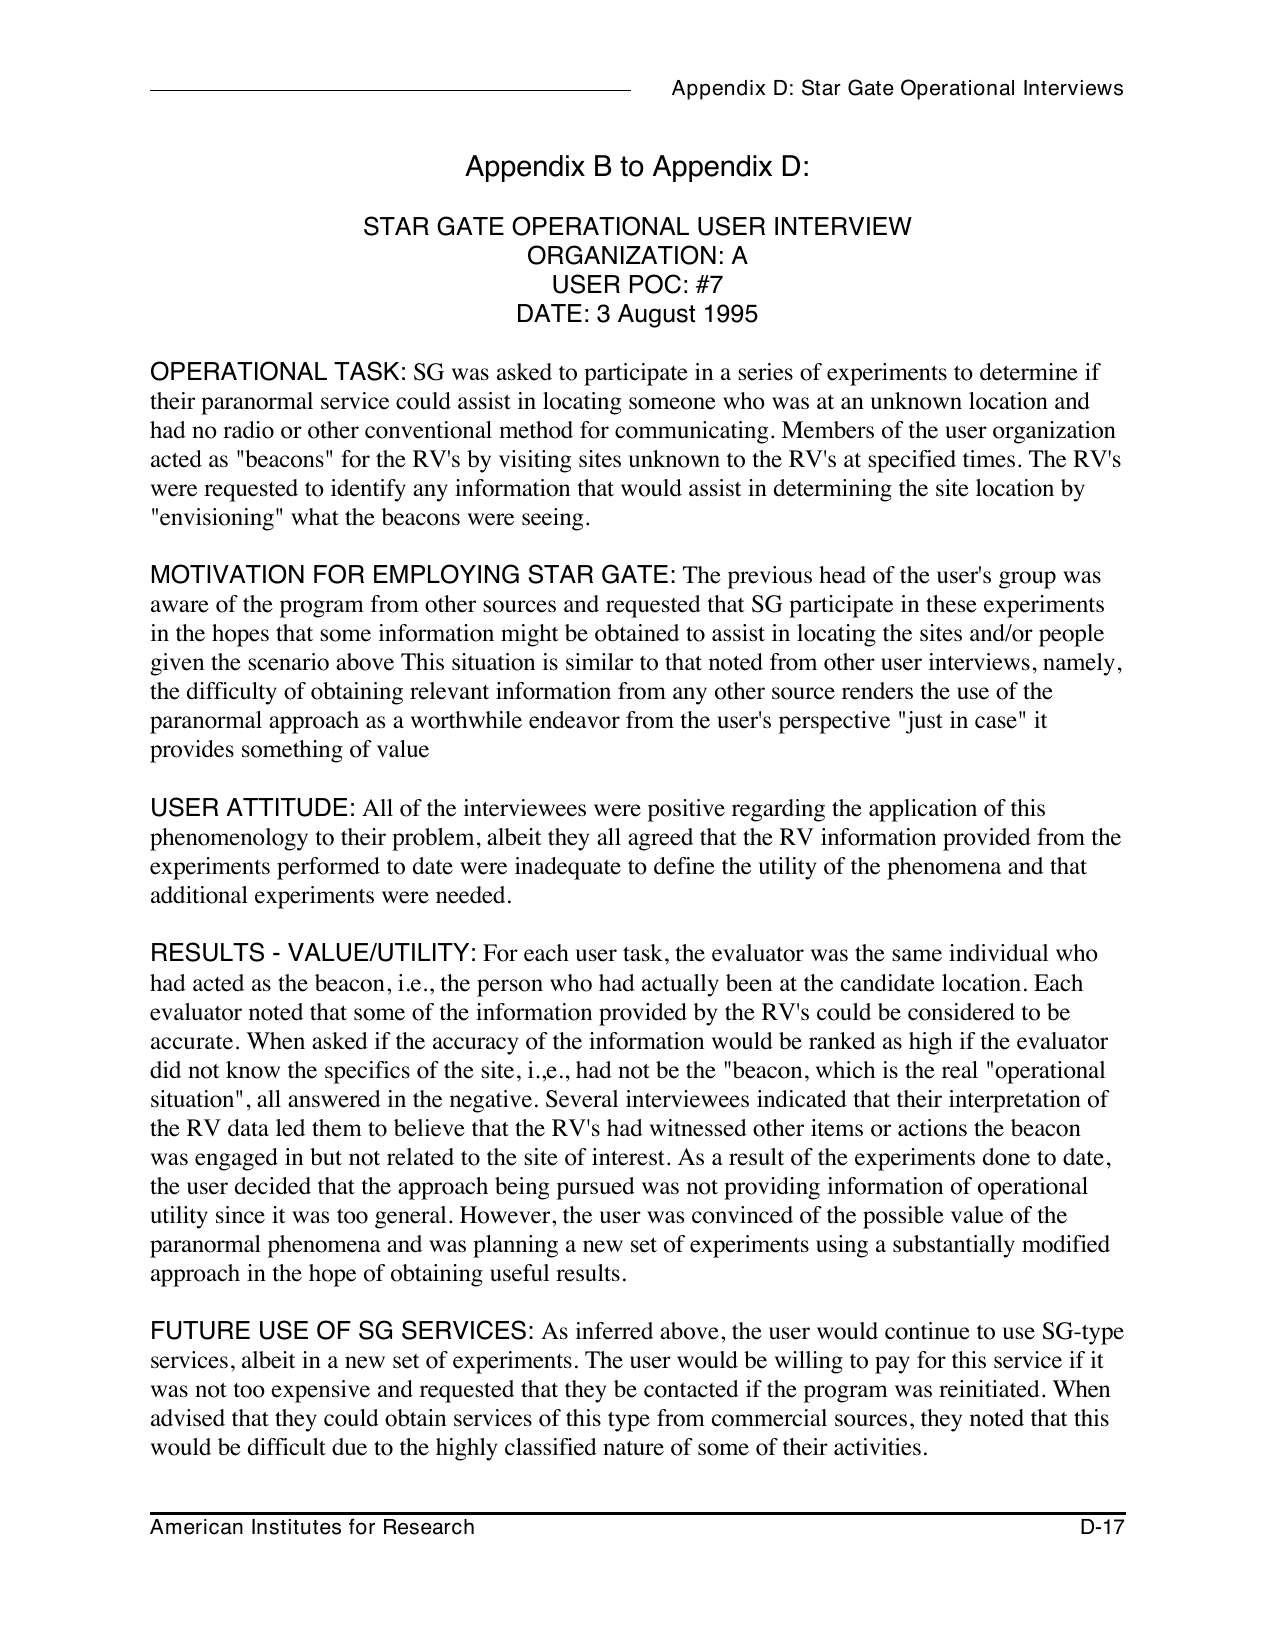 Appendix D: Star Gate Operational Interviews
Appendix B to Appendix D:
STAR GATE OPERATIONAL USER INTERVIEW
ORGANIZATION: A
USER POC: #7
DATE: 3 August 1995
OPERATIONAL TASK: SG was asked to participate in a series of experiments to determine if
their paranormal service could assist in locating someone who was at an unknown location and
had no radio or other conventional method for communicating. Members of the user organization
acted as "beacons" for the RV's by visiting sites unknown to the RV's at specified times. The RV's
were requested to identify any information that would assist in determining the site location by
"envisioning" what the beacons were seeing.
MOTIVATION FOR EMPLOYING STAR GATE: The previous head of the user's group was
aware of the program from other sources and requested that SG participate in these experiments
in the hopes that some information might be obtained to assist in locating the sites and/or people
given the scenario above This situation is similar to that noted from other user interviews, namely,
the difficulty of obtaining relevant information from any other source renders the use of the
paranormal approach as a worthwhile endeavor from the user's perspective "just in case" it
provides something of value
USER ATTITUDE: All of the interviewees were positive regarding the application of this
phenomenology to their problem, albeit they all agreed that the RV information provided from the
experiments performed to date were inadequate to define the utility of the phenomena and that
additional experiments were needed.
RESULTS - VALUE/UTILITY: For each user task, the evaluator was the same individual who
had acted as the beacon, i.e., the person who had actually been at the candidate location. Each
evaluator noted that some of the information provided by the RV's could be considered to be
accurate. When asked if the accuracy of the information would be ranked as high if the evaluator
did not know the specifics of the site, i.,e., had not be the "beacon, which is the real "operational
situation", all answered in the negative. Several interviewees indicated that their interpretation of
the RV data led them to believe that the RV's had witnessed other items or actions the beacon
was engaged in but not related to the site of interest. As a result of the experiments done to date,
the user decided that the approach being pursued was not providing information of operational
utility since it was too general. However, the user was convinced of the possible value of the
paranormal phenomena and was planning a new set of experiments using a substantially modified
approach in the hope of obtaining useful results.
FUTURE USE OF SG SERVICES: As inferred above, the user would continue to use SG-type
services, albeit in a new set of experiments. The user would be willing to pay for this service if it
was not too expensive and requested that they be contacted if the program was reinitiated. When
advised that they could obtain services of this type from commercial sources, they noted that this
would be difficult due to the highly classified nature of some of their activities.
American Institutes for Research
D-17